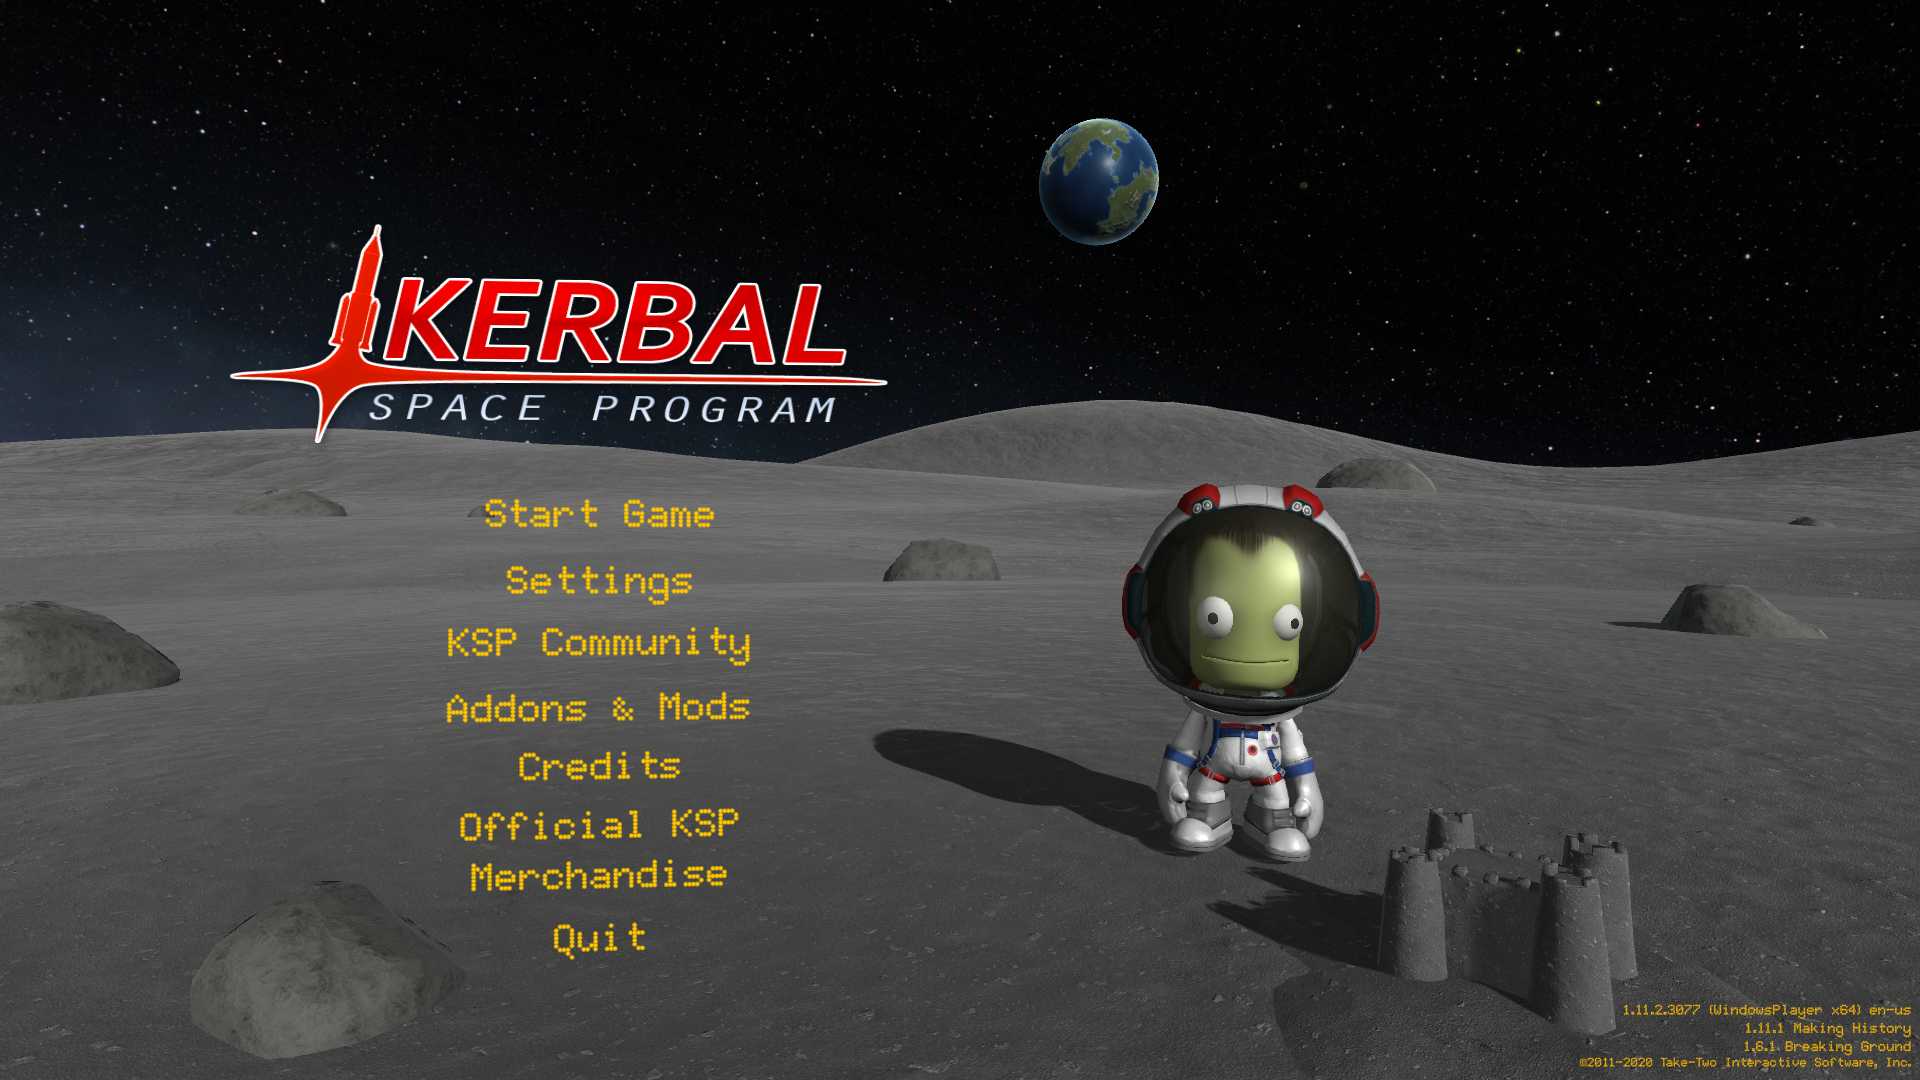 KERBAL
SPACE PROGRAM
Start Game
Settings
KSP Community
Addons & Mods
Credits
Official KSP
Merchandise
Quit
1.11.2.3077 (WindowsPlayer x64) en-us
1.11.1 Making History
1.6.1 Breaking Ground
©2011-2020 Take-Two Interactive Software, Inc.